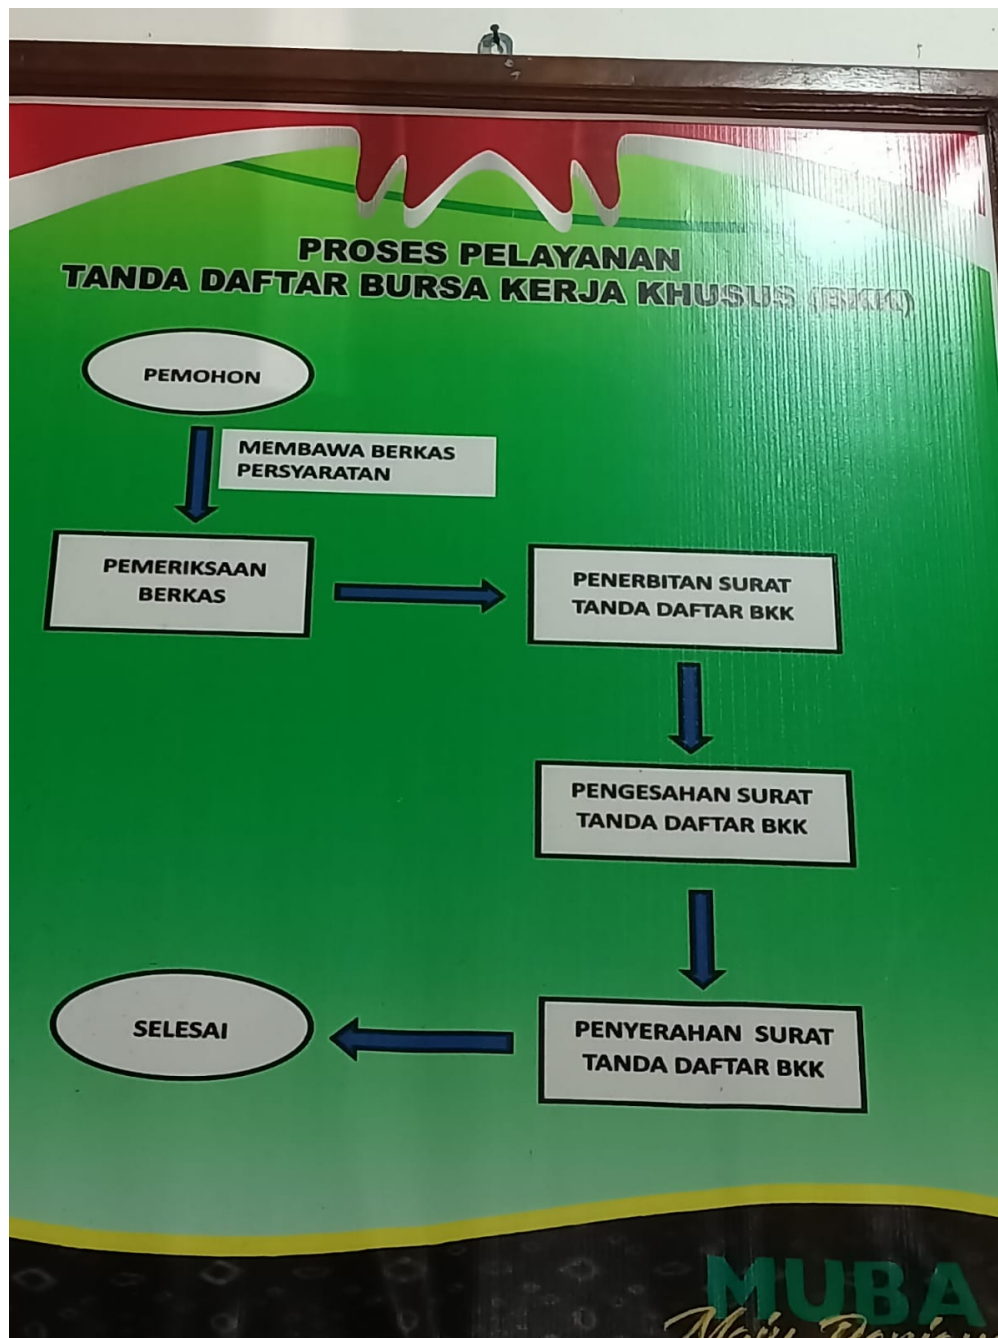 PROSES PELAYANAN
TANDA DAFTAR BURSA KERJA KHUSUS (BKK)
PEMOHON
MEMBAWA BERKAS
PERSYARATAN
PEMERIKSAAN
BERKAS
PENERBITAN SURAT
TANDA DAFTAR BKK
PENGESAHAN SURAT
TANDA DAFTAR BKK
PENYERAHAN SURAT
TANDA DAFTAR BKK
SELESAI
MUBA